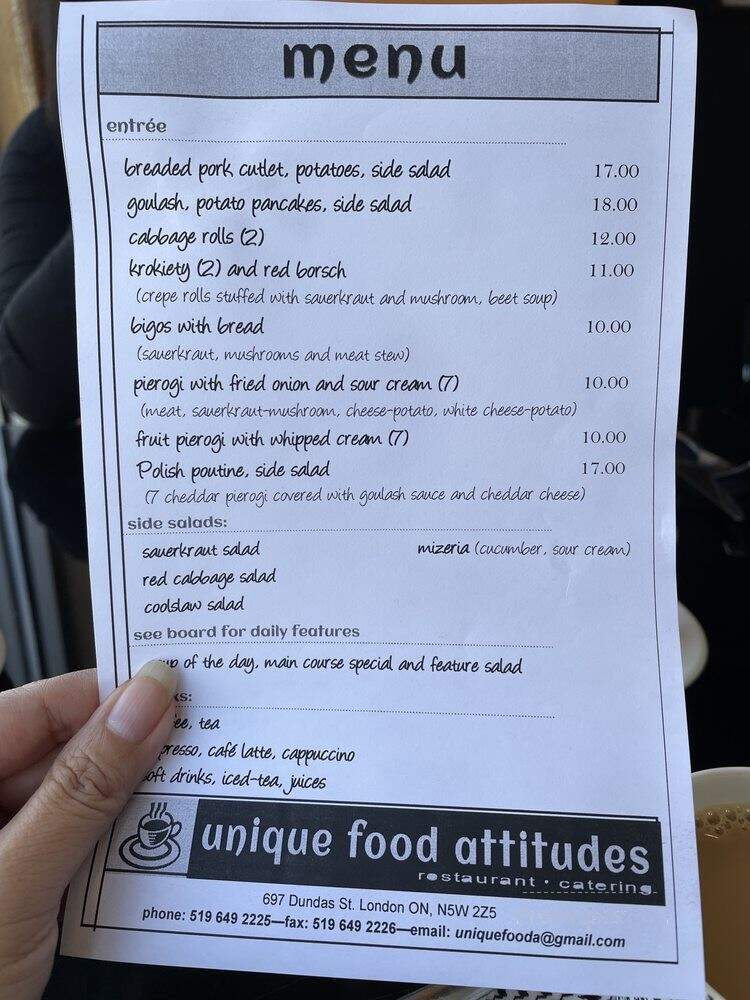 menu
entrée
breaded pork cutlet, potatoes, side salad 17.00
goulash, potato pancakes, side salad 18.00
cabbage rolls (2) 12.00
krokiety (2) and red borsch 11.00
(crepe rolls stuffed with sauerkraut and mushroom, beet soup)
bigos with bread 10.00
(sauerkraut, mushrooms and meat stew)
pierogi with fried onion and sour cream (7) 10.00
(meat, sauerkraut-mushroom, cheese-potato, white cheese-potato)
fruit pierogi with whipped cream (7) 10.00
Polish poutine, side salad 17.00
(7 cheddar pierogi covered with goulash sauce and cheddar cheese)
side salads:
sauerkraut salad mizeria (cucumber, sour cream)
red cabbage salad
coolslaw salad
see board for daily features
of the day, main course special and feature salad
tea
café latte, cappuccino
soft drinks, iced-tea, juices
unique food attitudes
restaurant · catering
697 Dundas St. London ON, N5W 2Z5
phone: 519 649 2225—fax: 519 649 2226—email: uniquefooda@gmail.com